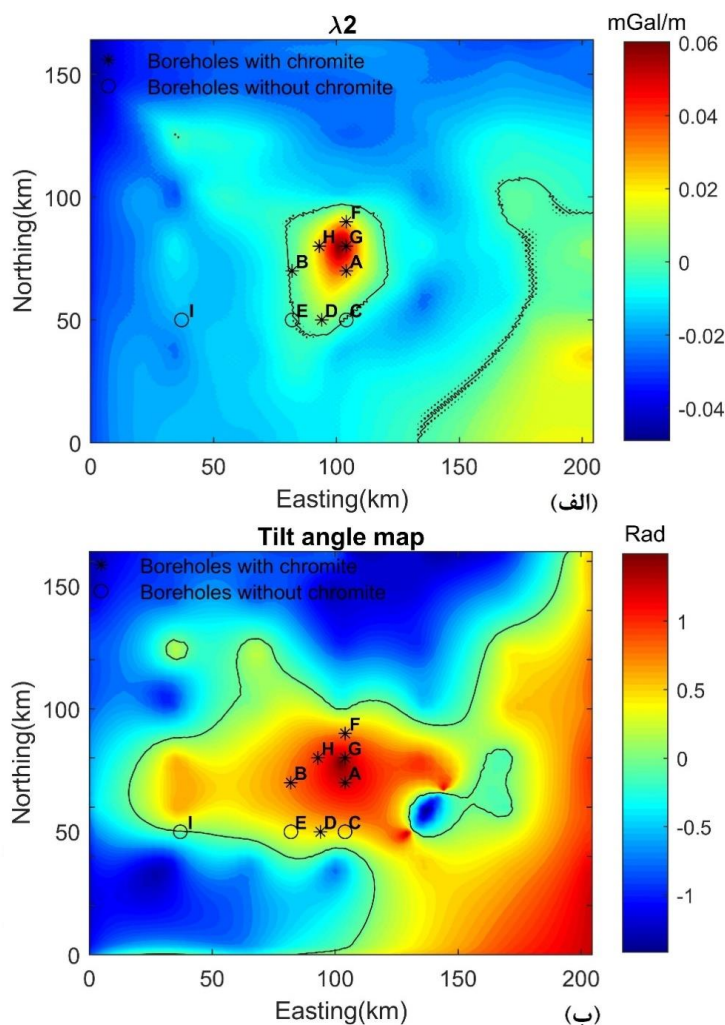 λ2
mGal/m
Boreholes with chromite
Boreholes without chromite
Northing(km)
150
100
50
0
F
H G
B A
I E D C
0 50 100 150 200
Easting(km)
(الف)
0.06
0.04
0.02
0
-0.02
-0.04
Tilt angle map
Rad
Boreholes with chromite
Boreholes without chromite
Northing(km)
150
100
50
0
F
H G
B A
I E D C
0 50 100 150 200
Easting(km)
(ب)
1
0.5
0
-0.5
-1